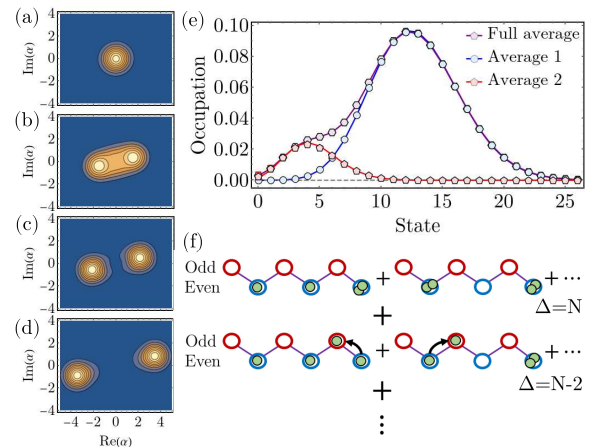 (a)
Im(α)
4
2
0
−2
−4
(b)
Im(α)
4
2
0
−2
−4
(c)
Im(α)
4
2
0
−2
−4
(d)
Im(α)
4
2
0
−2
−4
−4 −2 0 2 4
Re(α)
(e)
Occupation
0.10
0.08
0.06
0.04
0.02
0.00
0 5 10 15 20 25
State
Full average
Average 1
Average 2
(f)
Odd
Even
+ + ···
Δ=N
+
Odd
Even
+ + ···
Δ=N-2
+
⋮